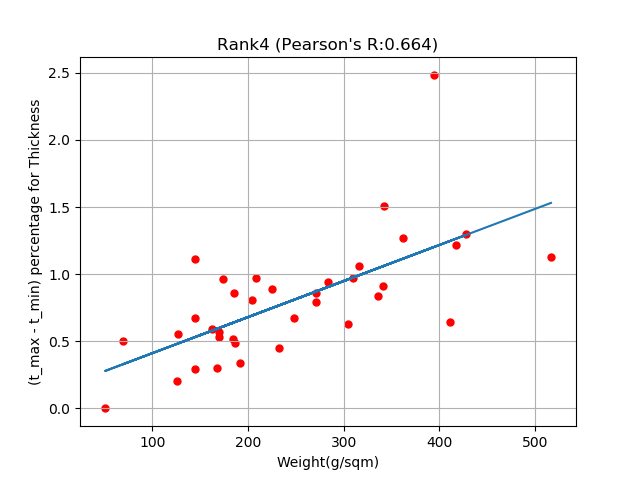 Rank4 (Pearson's R:0.664)
(t_max - t_min) percentage for Thickness
2.5
2.0
1.5
1.0
0.5
0.0
100 200 300 400 500
Weight(g/sqm)